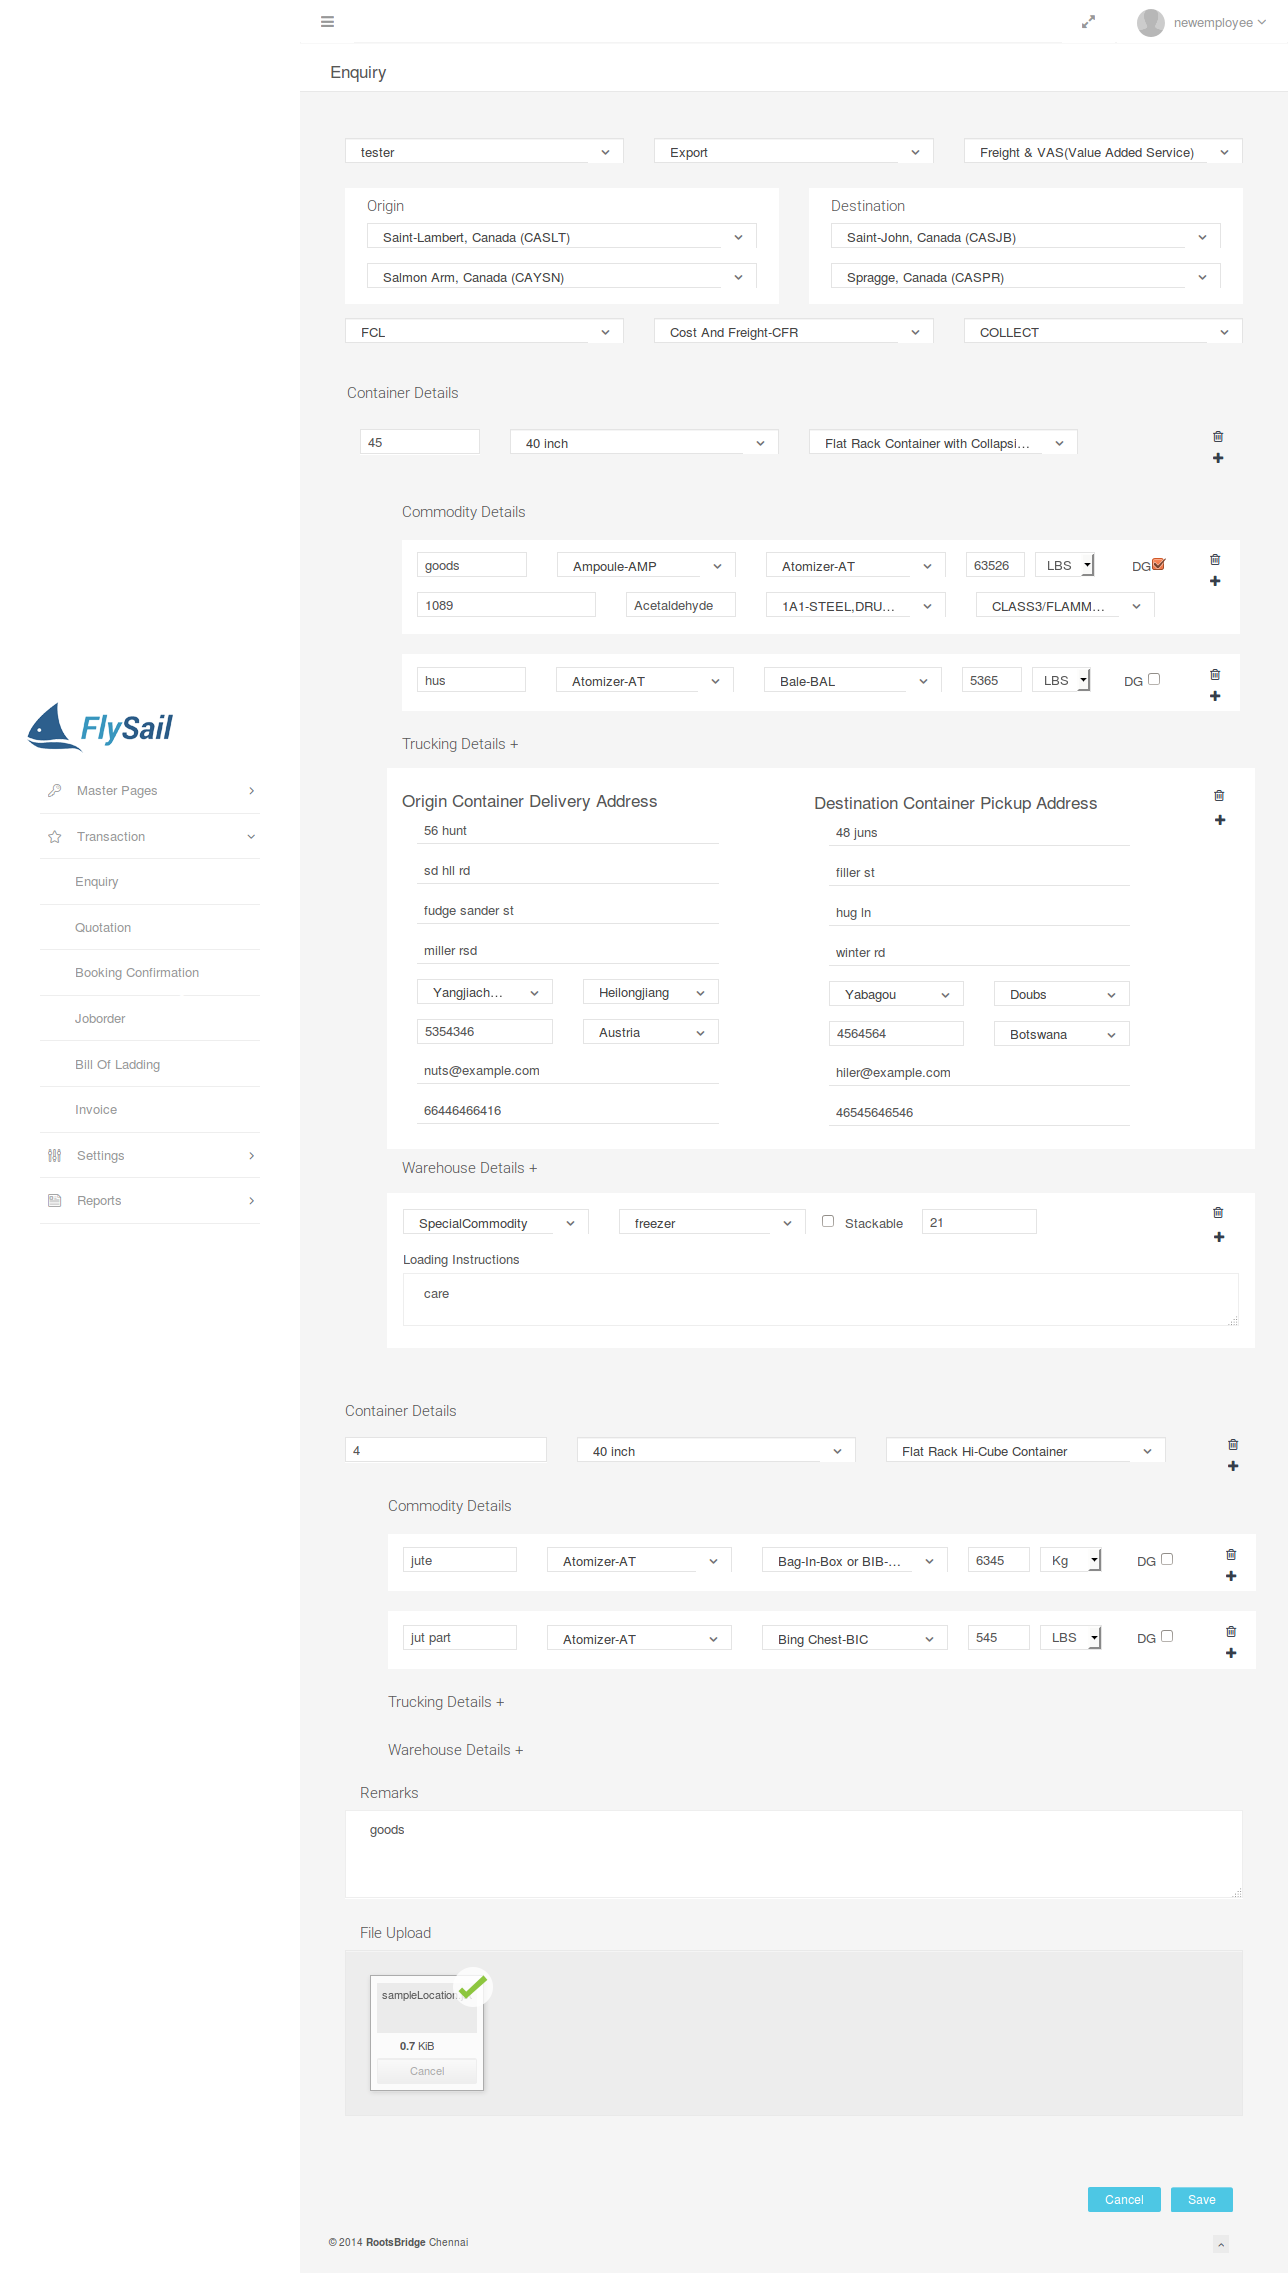 newemployee
Enquiry
tester Export Freight & VAS(Value Added Service)
Origin Destination
Saint-Lambert, Canada (CASLT) Saint-John, Canada (CASJB)
Salmon Arm, Canada (CAYSN) Spragge, Canada (CASPR)
FCL Cost And Freight-CFR COLLECT
Container Details
45 40 inch Flat Rack Container with Collapsi...
Commodity Details
goods Ampoule-AMP Atomizer-AT 63526 LBS DG
1089 Acetaldehyde 1A1-STEEL,DRU... CLASS3/FLAMM...
hus Atomizer-AT Bale-BAL 5365 LBS DG
Trucking Details +
Origin Container Delivery Address Destination Container Pickup Address
56 hunt 48 juns
sd hll rd filler st
fudge sander st hug ln
miller rsd winter rd
Yangjiach... Heilongjiang Yabagou Doubs
5354346 Austria 4564564 Botswana
nuts@example.com hiler@example.com
66446466416 46545646546
Warehouse Details +
SpecialCommodity freezer Stackable 21
Loading Instructions
care
Container Details
4 40 inch Flat Rack Hi-Cube Container
Commodity Details
jute Atomizer-AT Bag-In-Box or BIB-... 6345 Kg DG
jut part Atomizer-AT Bing Chest-BIC 545 LBS DG
Trucking Details +
Warehouse Details +
Remarks
goods
File Upload
sampleLocation
0.7 KiB
Cancel
Cancel Save
© 2014 RootsBridge Chennai
FlySail
Master Pages
Transaction
Enquiry
Quotation
Booking Confirmation
Joborder
Bill Of Ladding
Invoice
Settings
Reports